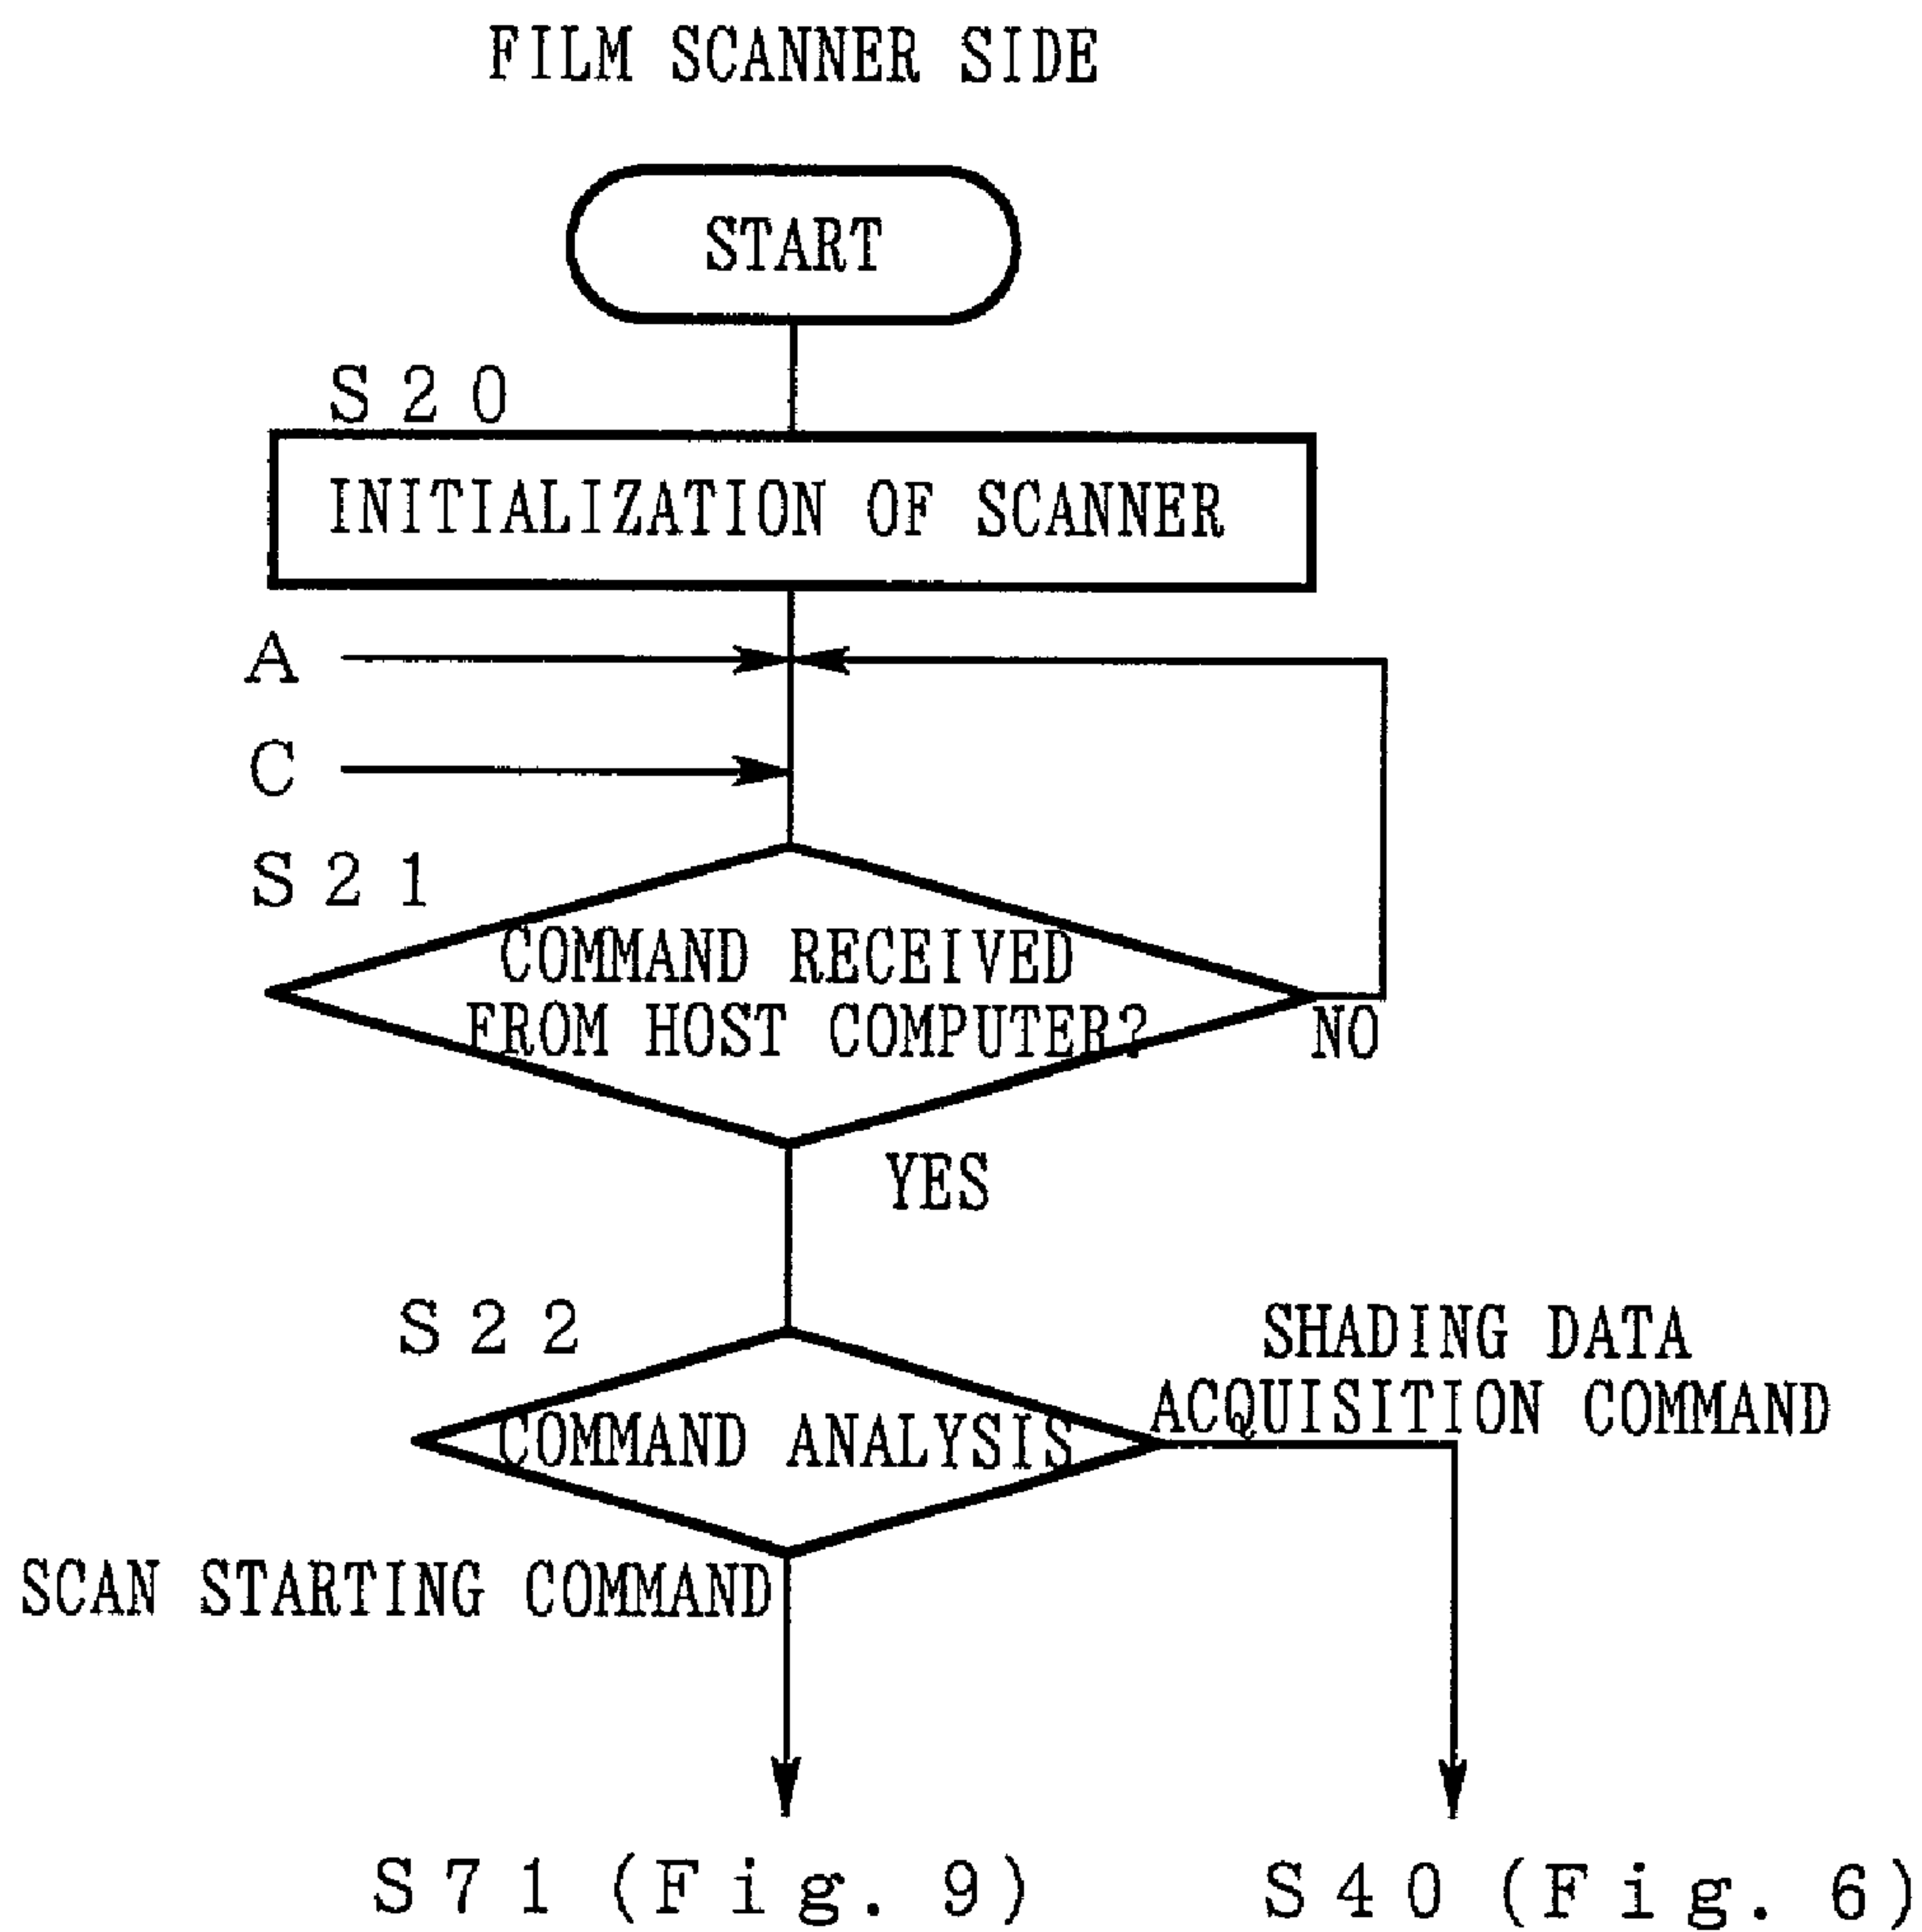 FILM SCANNER SIDE
START
S20
INITIALIZATION OF SCANNER
A
C
S21
COMMAND RECEIVED
FROM HOST COMPUTER?
NO
YES
S22
COMMAND ANALYSIS
SHADING DATA
ACQUISITION COMMAND
SCAN STARTING COMMAND
S71 (Fig. 9)
S40 (Fig. 6)